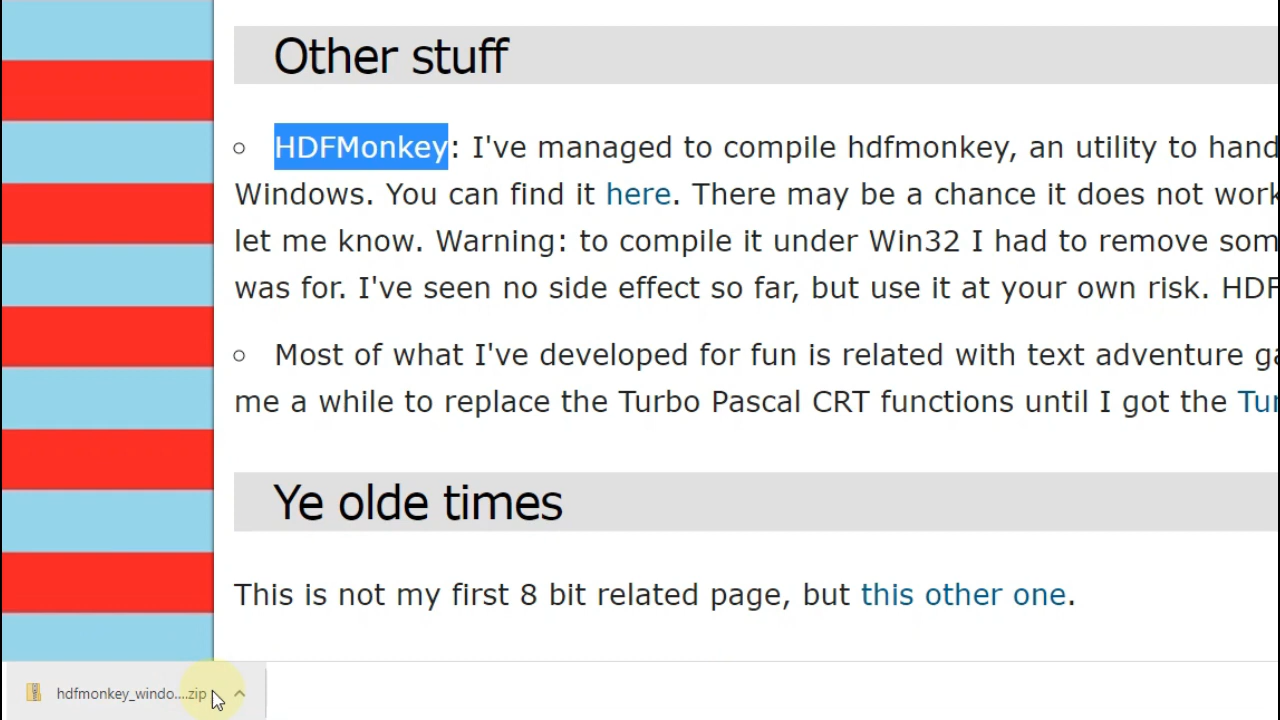 Other stuff
HDFMonkey: I've managed to compile hdfmonkey, an utility to hand
Windows. You can find it here. There may be a chance it does not work
let me know. Warning: to compile it under Win32 I had to remove som
was for. I've seen no side effect so far, but use it at your own risk. HDF
Most of what I've developed for fun is related with text adventure ga
me a while to replace the Turbo Pascal CRT functions until I got the Tur
Ye olde times
This is not my first 8 bit related page, but this other one.
hdfmonkey_windo....zip